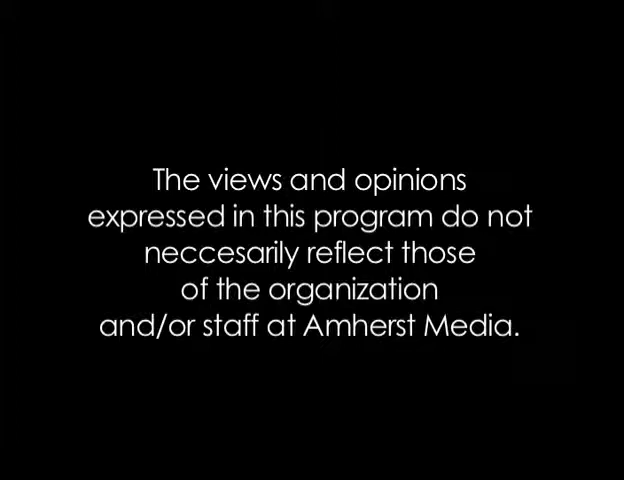 The views and opinions
expressed in this program do not
neccesarily reflect those
of the organization
and/or staff at Amherst Media.